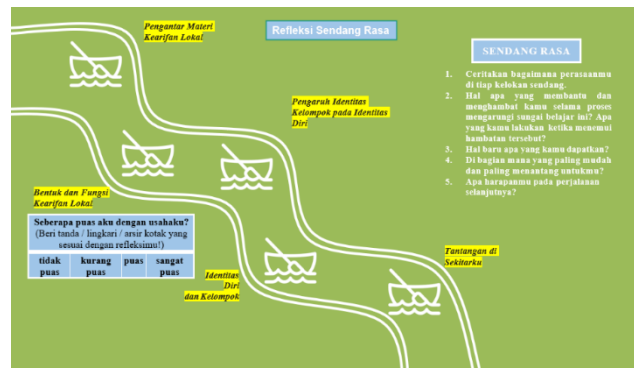 Pengantar Materi
Kearifan Lokal
Refleksi Sendang Rasa
SENDANG RASA
1. Ceritakan bagaimana perasaanmu
di tiap kelokan sendang.
2. Hal apa yang membantu dan
menghambat kamu selama proses
mengarungi sungai belajar ini? Apa
yang kamu lakukan ketika menemui
hambatan tersebut?
3. Hal baru apa yang kamu dapatkan?
4. Di bagian mana yang paling mudah
dan paling menantang untukmu?
5. Apa harapanmu pada perjalanan
selanjutnya?
Pengaruh Identitas
Kelompok pada Identitas
Diri
Bentuk dan Fungsi
Kearifan Lokal
Seberapa puas aku dengan usahaku?
(Beri tanda / lingkari / arsir kotak yang
sesuai dengan refleksimu!)
tidak puas
kurang puas
puas
sangat puas
Identitas
Diri
dan Kelompok
Tantangan di
Sekitarku